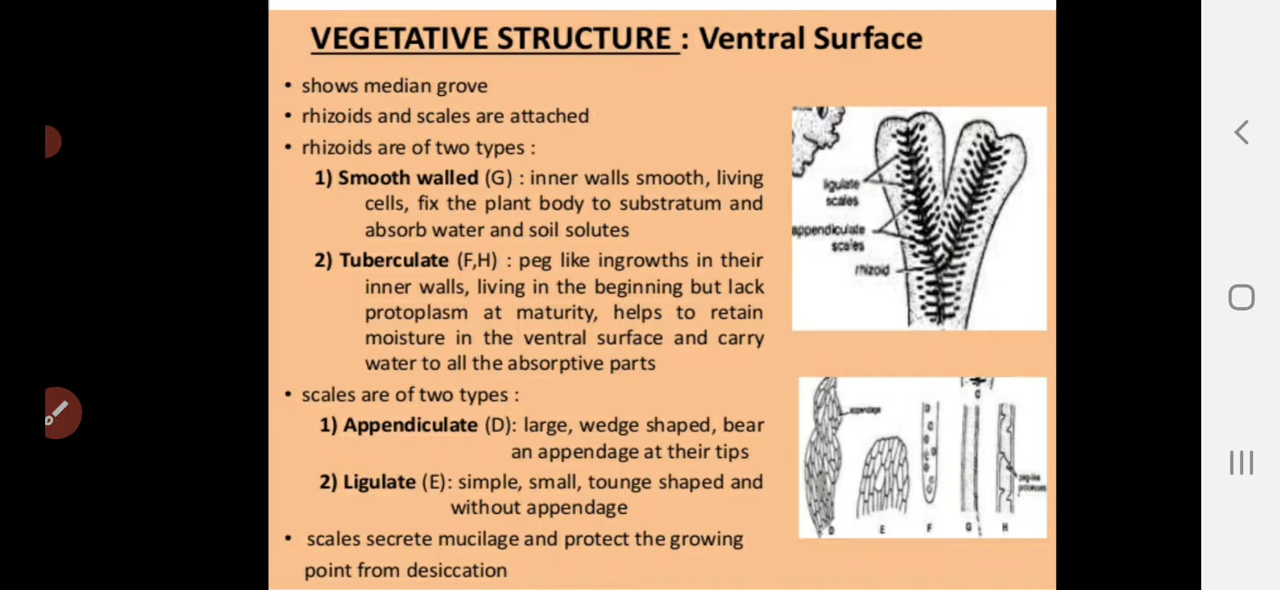 VEGETATIVE STRUCTURE : Ventral Surface
• shows median grove
• rhizoids and scales are attached
• rhizoids are of two types :
1) Smooth walled (G) : inner walls smooth, living
cells, fix the plant body to substratum and
absorb water and soil solutes
2) Tuberculate (F,H) : peg like ingrowths in their
inner walls, living in the beginning but lack
protoplasm at maturity, helps to retain
moisture in the ventral surface and carry
water to all the absorptive parts
• scales are of two types :
1) Appendiculate (D): large, wedge shaped, bear
an appendage at their tips
2) Ligulate (E): simple, small, tounge shaped and
without appendage
• scales secrete mucilage and protect the growing
point from desiccation
ligulate
scales
appendiculate
scales
rhizoid
C
appendage
peg-like
processes
D E F G H